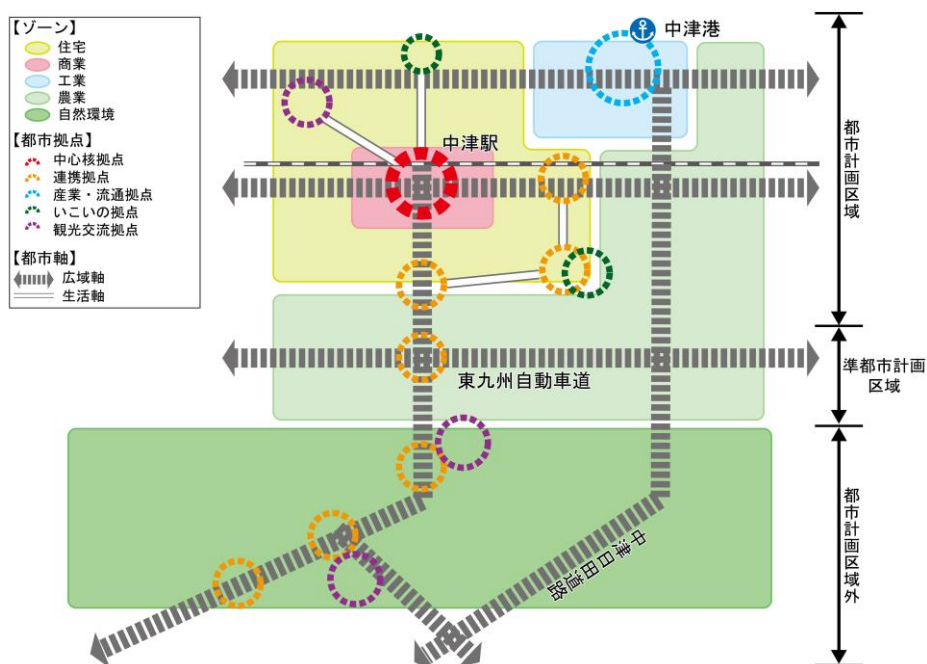 【ゾーン】
住宅
商業
工業
農業
自然環境
【都市拠点】
中心核拠点
連携拠点
産業・流通拠点
いこいの拠点
観光交流拠点
【都市軸】
広域軸
生活軸
中津港
中津駅
東九州自動車道
中津日田道路
都市計画区域
準都市計画
区域
都市計画区域外